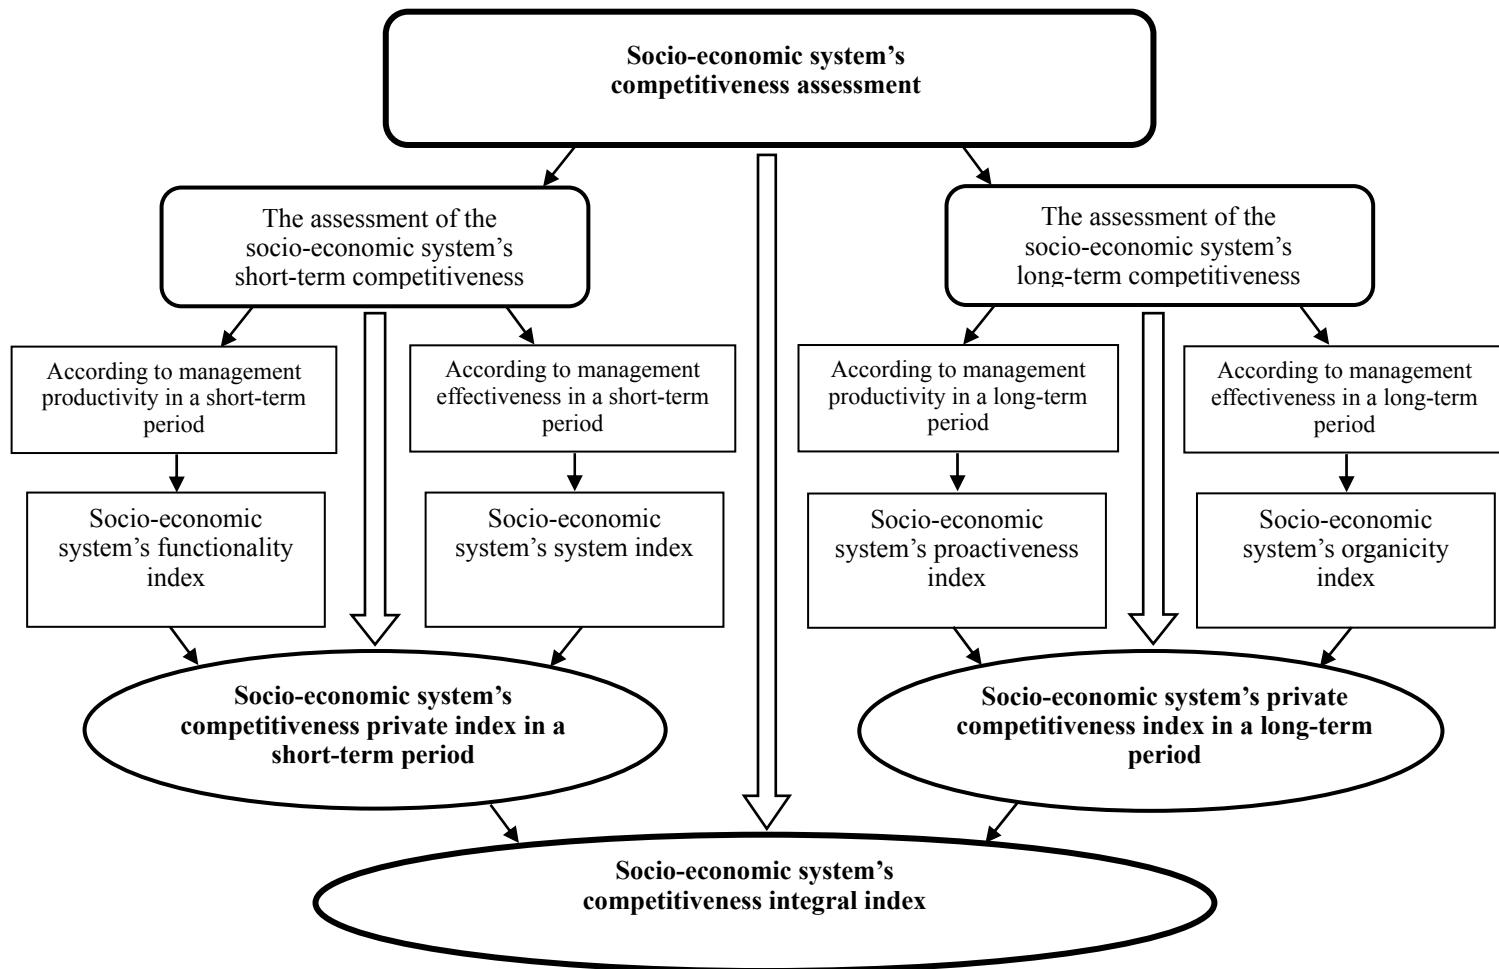 Socio-economic system’s
competitiveness assessment
The assessment of the
socio-economic system’s
short-term competitiveness
The assessment of the
socio-economic system’s
long-term competitiveness
According to management
productivity in a short-term
period
According to management
effectiveness in a short-term
period
According to management
productivity in a long-term
period
According to management
effectiveness in a long-term
period
Socio-economic
system’s functionality
index
Socio-economic
system’s system index
Socio-economic
system’s proactiveness
index
Socio-economic
system’s organicity
index
Socio-economic system’s
competitiveness private index in a
short-term period
Socio-economic system’s private
competitiveness index in a long-term
period
Socio-economic system’s
competitiveness integral index